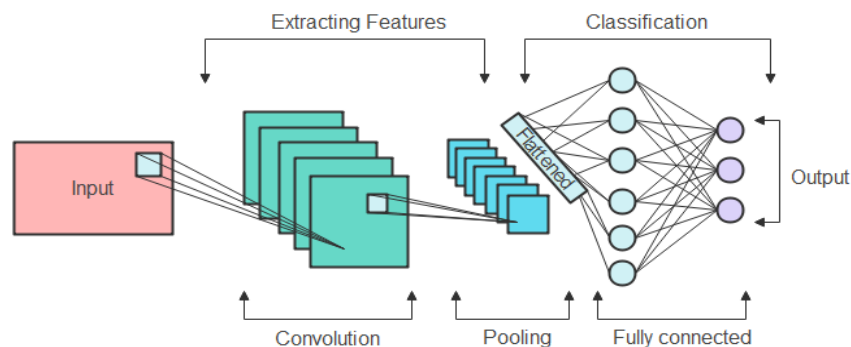 Extracting Features
Classification
Input
Flattened
Output
Convolution
Pooling
Fully connected